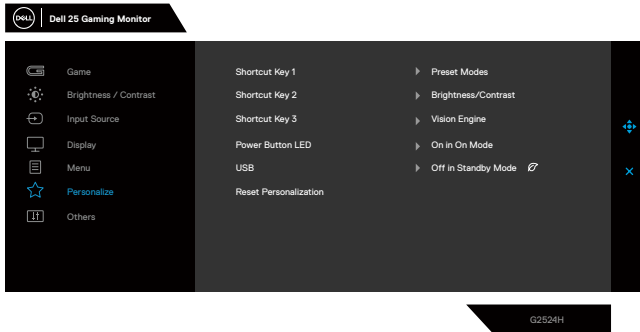 DELL Dell 25 Gaming Monitor
Game
Brightness / Contrast
Input Source
Display
Menu
Personalize
Others
Shortcut Key 1 Preset Modes
Shortcut Key 2 Brightness/Contrast
Shortcut Key 3 Vision Engine
Power Button LED On in On Mode
USB Off in Standby Mode
Reset Personalization
G2524H